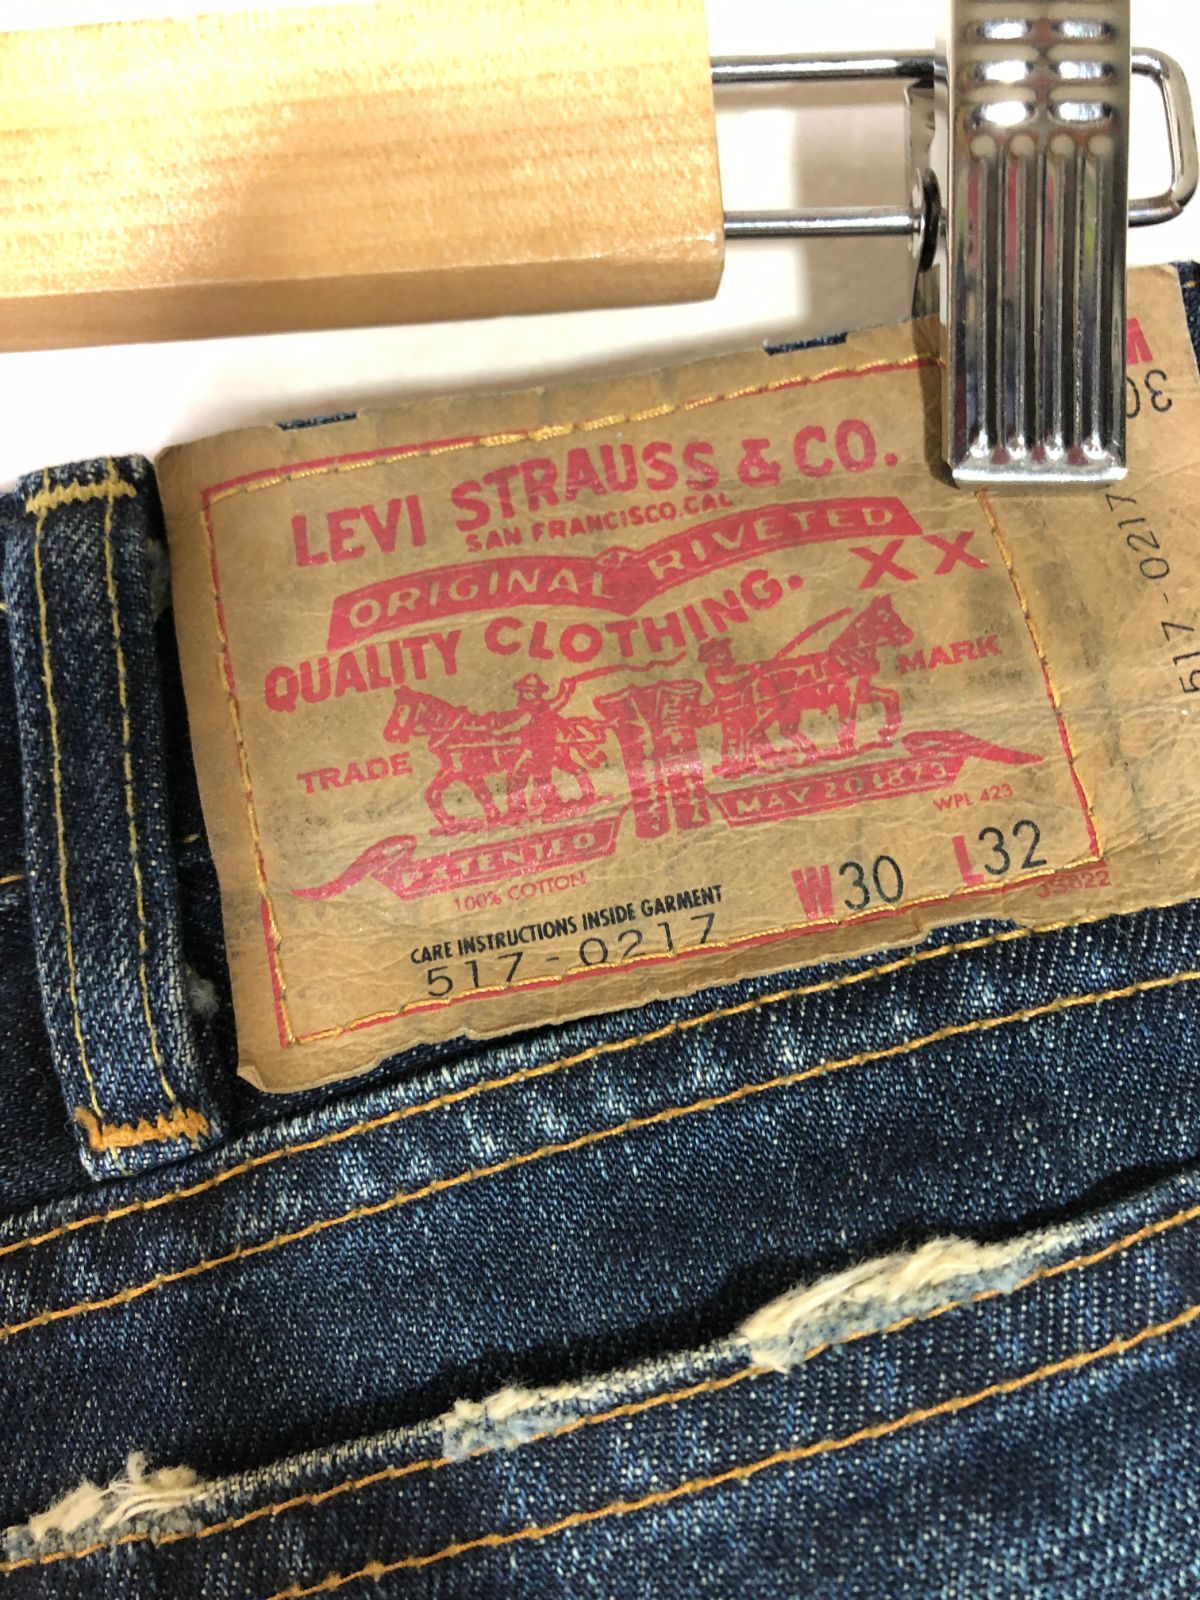 LEVI STRAUSS & CO.
SAN FRANCISCO, CAL
ORIGINAL RIVETED
QUALITY CLOTHING. XX
TRADE MARK
PATENTED MAY 20 1873
WPL 423
100% COTTON
W30 L32
CARE INSTRUCTIONS INSIDE GARMENT
517-0217
517-0217